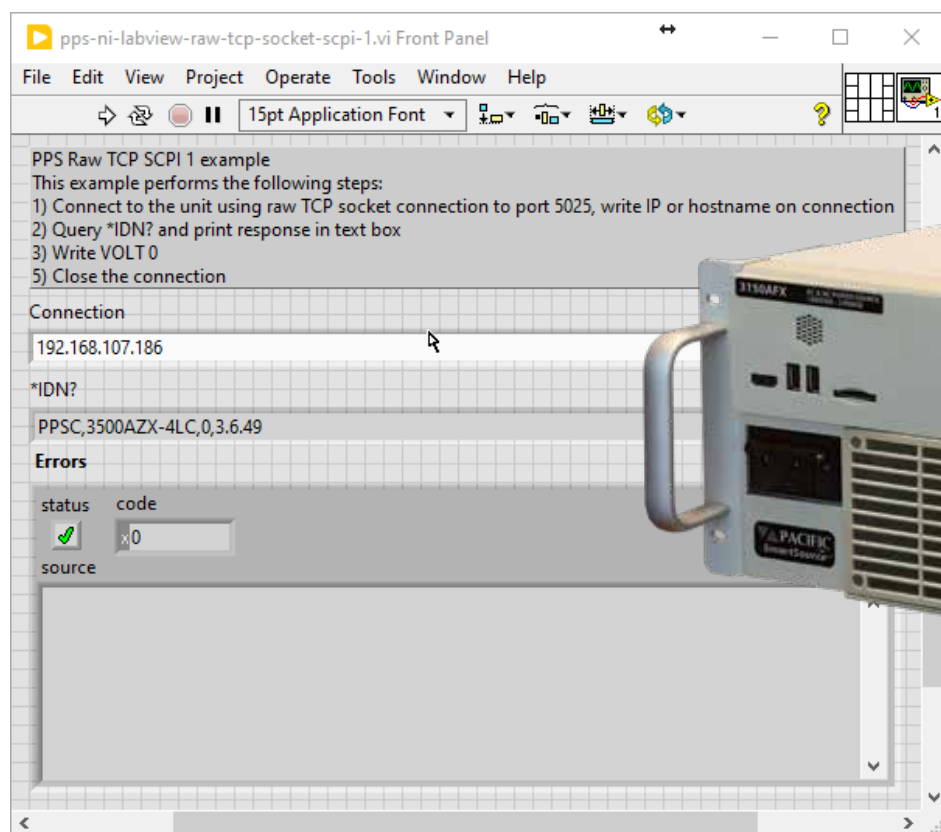 pps-ni-labview-raw-tcp-socket-scpi-1.vi Front Panel
File Edit View Project Operate Tools Window Help
15pt Application Font
1
PPS Raw TCP SCPI 1 example
This example performs the following steps:
1) Connect to the unit using raw TCP socket connection to port 5025, write IP or hostname on connection
2) Query *IDN? and print response in text box
3) Write VOLT 0
5) Close the connection
3150AFX
Connection
192.168.107.186
*IDN?
PPSC,3500AZX-4LC,0,3.6.49
Errors
status code
x0
PACIFIC
SmartSource
source